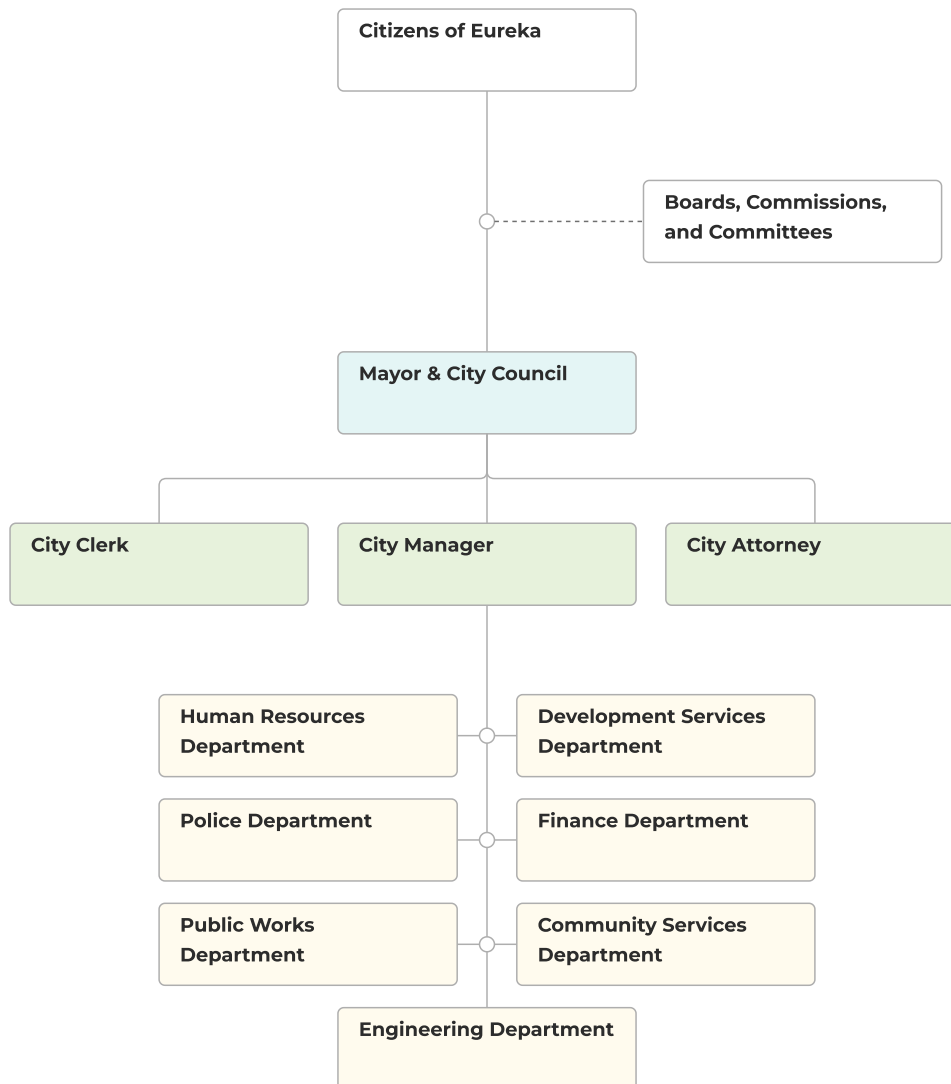 Citizens of Eureka
Boards, Commissions,
and Committees
Mayor & City Council
City Clerk
City Manager
City Attorney
Human Resources
Department
Development Services
Department
Police Department
Finance Department
Public Works
Department
Community Services
Department
Engineering Department